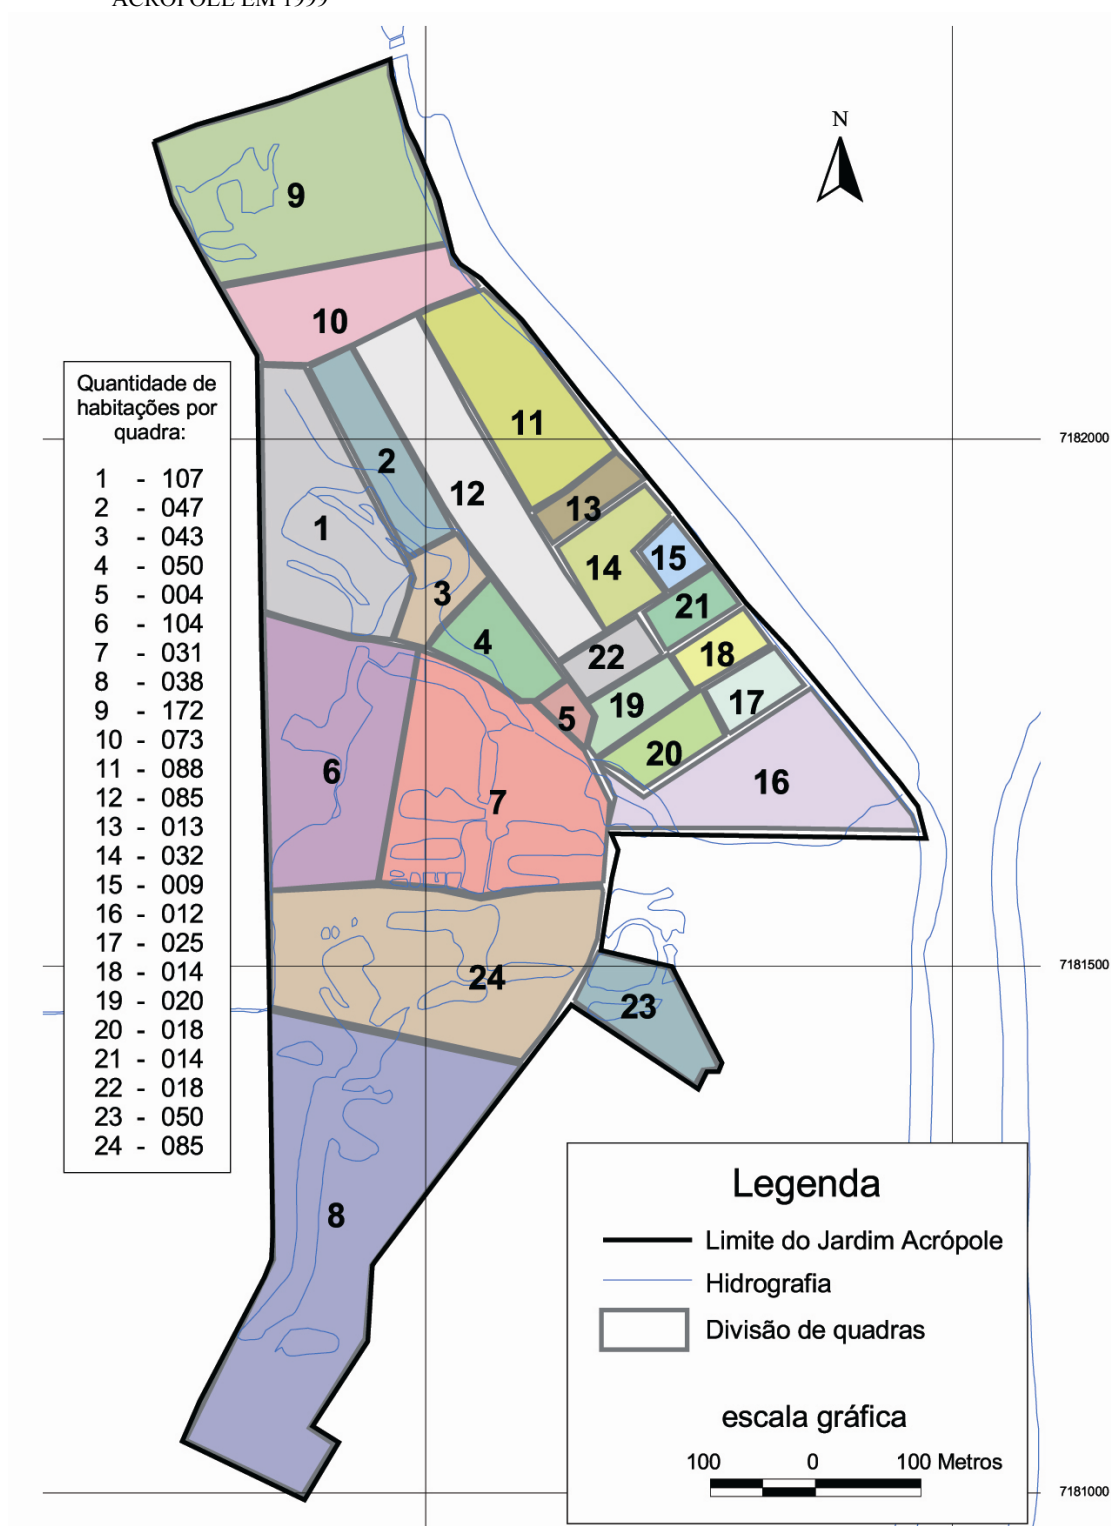 ACRÓPOLE EM 1999
N
9
10
11
2
12
13
1
15
14
3
21
4
22
18
19
17
5
20
6
16
7
24
23
8
7182000
7181500
7181000
Quantidade de
habitações por
quadra:
1 - 107
2 - 047
3 - 043
4 - 050
5 - 004
6 - 104
7 - 031
8 - 038
9 - 172
10 - 073
11 - 088
12 - 085
13 - 013
14 - 032
15 - 009
16 - 012
17 - 025
18 - 014
19 - 020
20 - 018
21 - 014
22 - 018
23 - 050
24 - 085
Legenda
Limite do Jardim Acrópole
Hidrografia
Divisão de quadras
escala gráfica
100 0 100 Metros